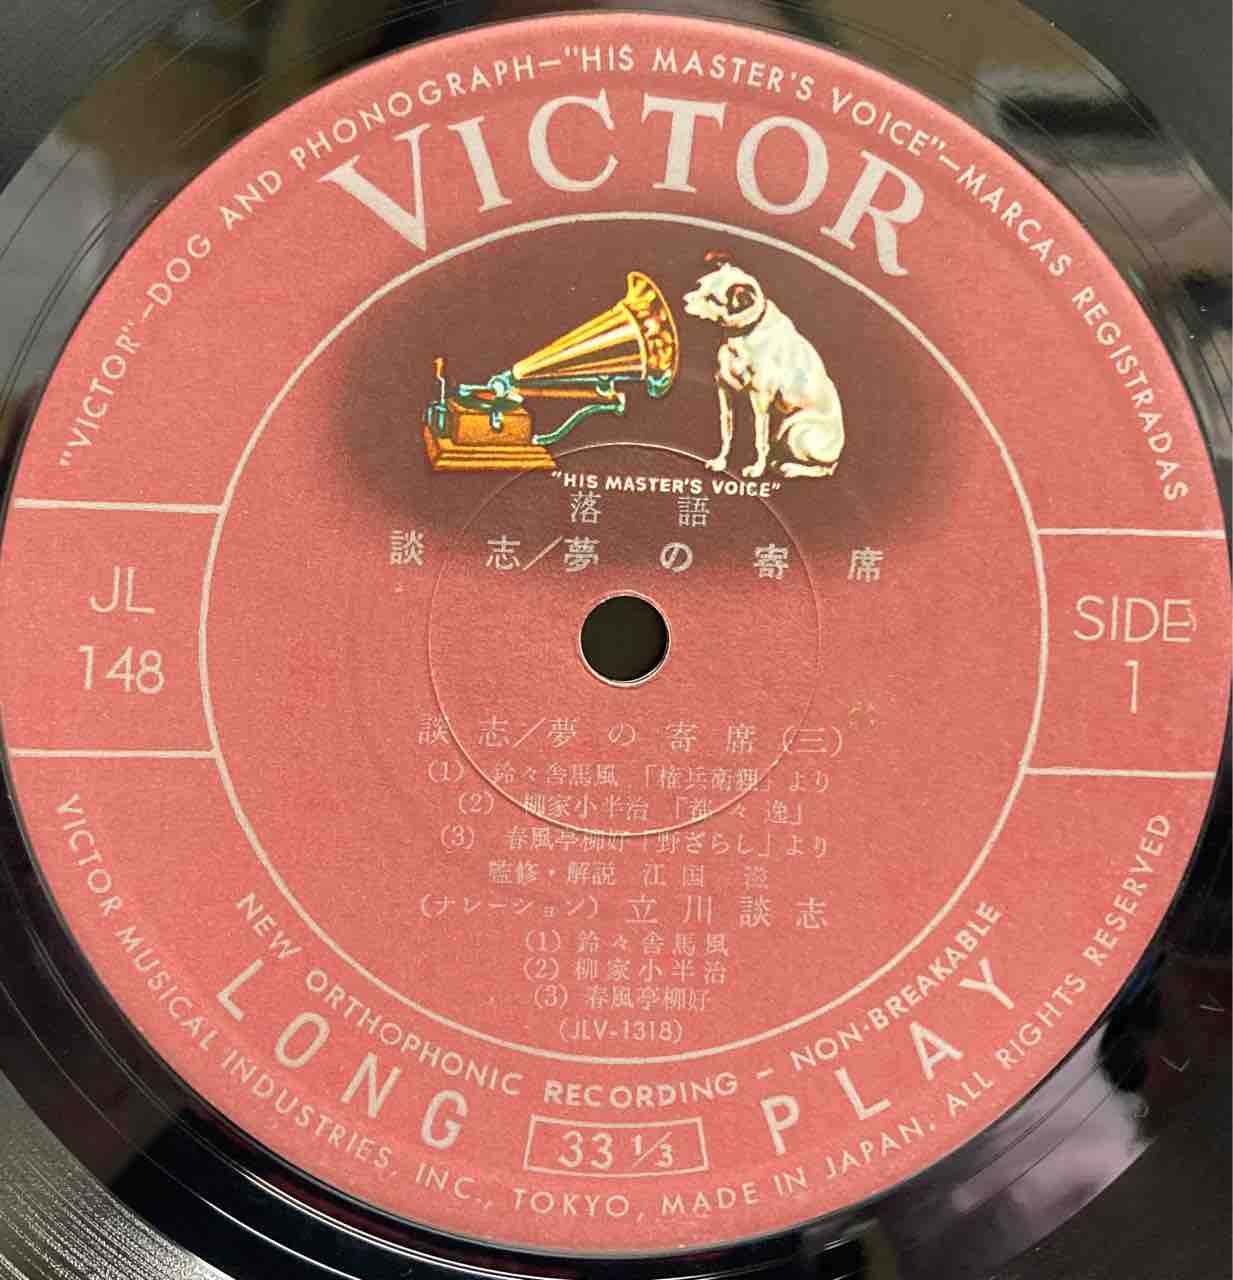 "VICTOR"–DOG AND PHONOGRAPH–"HIS MASTER'S VOICE"–MARCAS REGISTRADAS
VICTOR
"HIS MASTER'S VOICE"
落語
談志／夢の寄席
JL
148
SIDE
1
談志／夢の寄席（三）
(1) 鈴々舎馬風 「権兵衛狸」より
(2) 柳家小半治 「都々逸」
(3) 春風亭柳好「野ざらし」より
監修・解説 江国 滋
（ナレーション）立川談志
(1) 鈴々舎馬風
(2) 柳家小半治
(3) 春風亭柳好
(JLV-1318)
NEW ORTHOPHONIC RECORDING – NON-BREAKABLE
LONG PLAY
33 1/3
VICTOR MUSICAL INDUSTRIES, INC., TOKYO, MADE IN JAPAN, ALL RIGHTS RESERVED